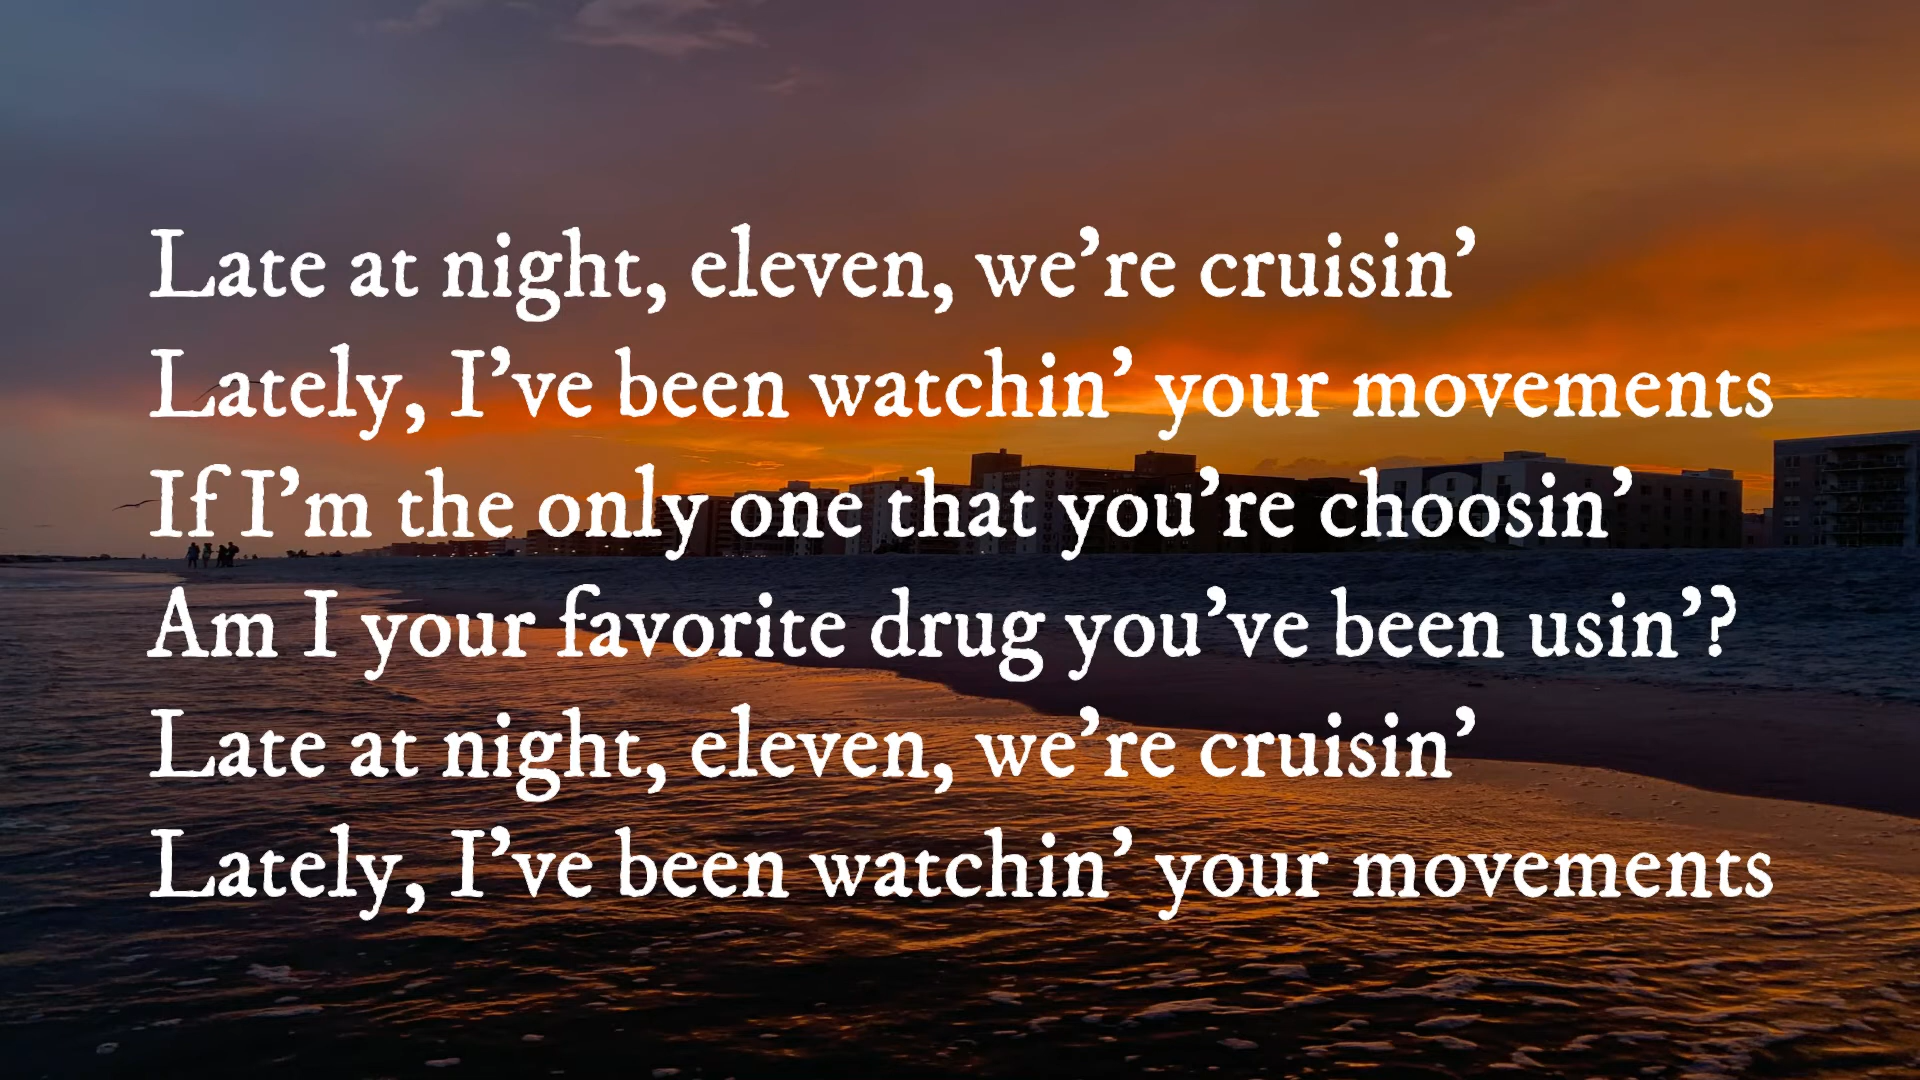 Late at night, eleven, we’re cruisin’
Lately, I’ve been watchin’ your movements
If I’m the only one that you’re choosin’
Am I your favorite drug you’ve been usin’?
Late at night, eleven, we’re cruisin’
Lately, I’ve been watchin’ your movements